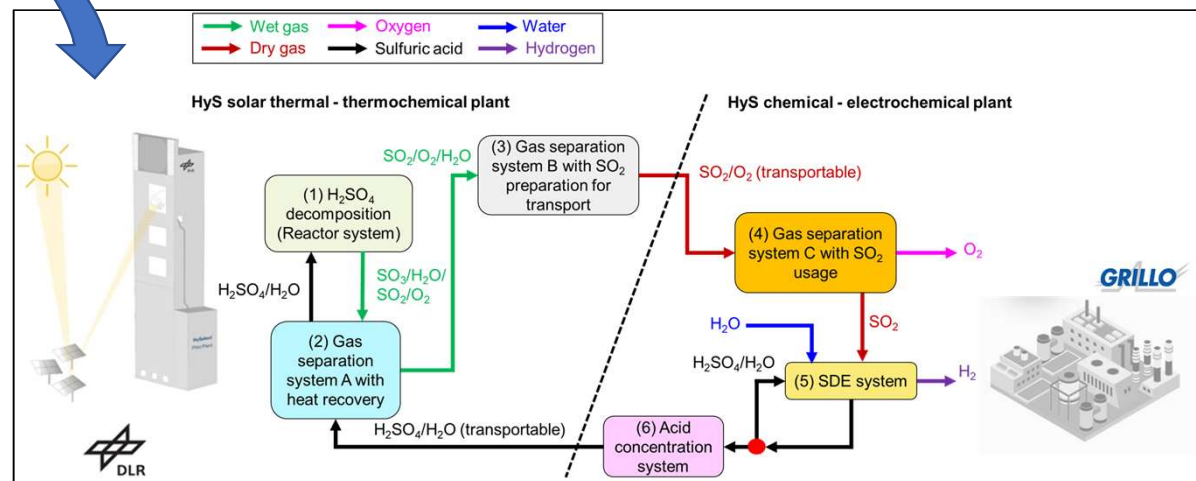 Wet gas
Oxygen
Water
Dry gas
Sulfuric acid
Hydrogen
HyS solar thermal - thermochemical plant
HyS chemical - electrochemical plant
DLR
SO₂/O₂/H₂O
(3) Gas separation
system B with SO₂
preparation for
transport
SO₂/O₂ (transportable)
(1) H₂SO₄
decomposition
(Reactor system)
(4) Gas separation
system C with SO₂
usage
O₂
GRILLO
H₂SO₄/H₂O
SO₃/H₂O/
SO₂/O₂
SO₂
H₂O
(2) Gas
separation
system A with
heat recovery
H₂SO₄/H₂O
(5) SDE system
H₂
H₂SO₄/H₂O (transportable)
(6) Acid
concentration
system
DLR